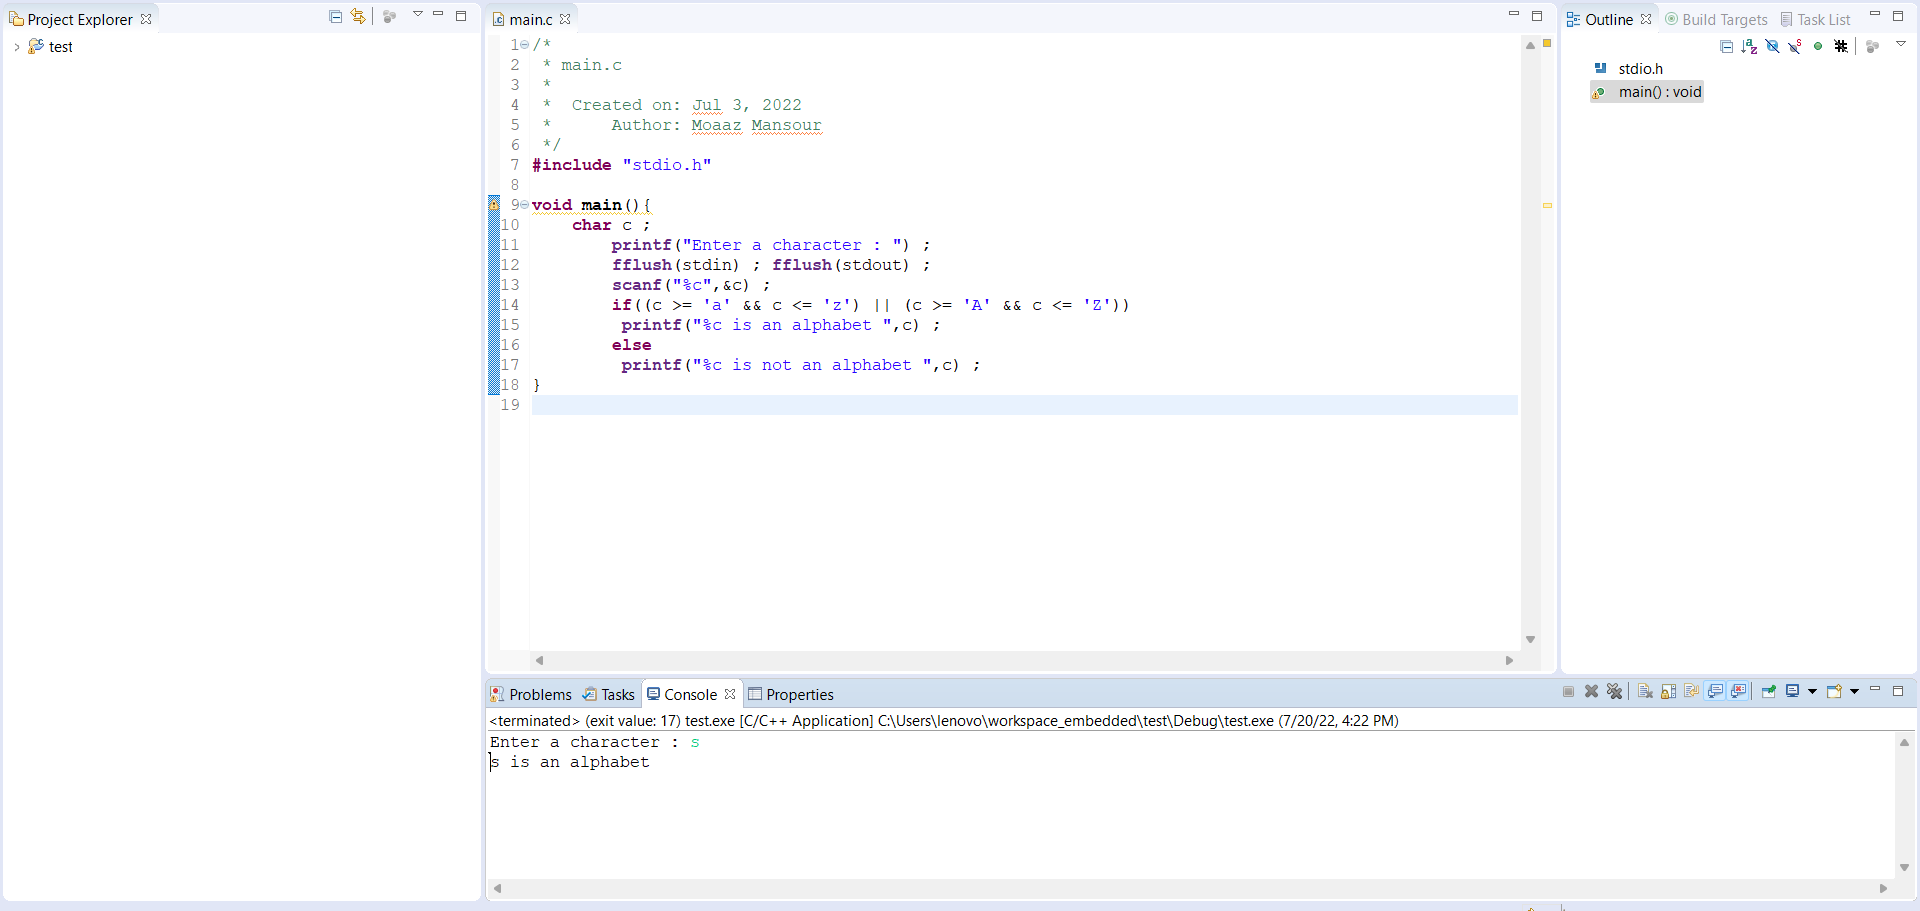 Project Explorer
test
main.c
1 /*
2  * main.c
3  *
4  *  Created on: Jul 3, 2022
5  *      Author: Moaaz Mansour
6  */
7 #include "stdio.h"
8
9 void main(){
10     char c ;
11         printf("Enter a character : ") ;
12         fflush(stdin) ; fflush(stdout) ;
13         scanf("%c",&c) ;
14         if((c >= 'a' && c <= 'z') || (c >= 'A' && c <= 'Z'))
15          printf("%c is an alphabet ",c) ;
16         else
17          printf("%c is not an alphabet ",c) ;
18 }
19
Outline Build Targets Task List
stdio.h
main() : void
Problems Tasks Console Properties
<terminated> (exit value: 17) test.exe [C/C++ Application] C:\Users\lenovo\workspace_embedded\test\Debug\test.exe (7/20/22, 4:22 PM)
Enter a character : s
s is an alphabet